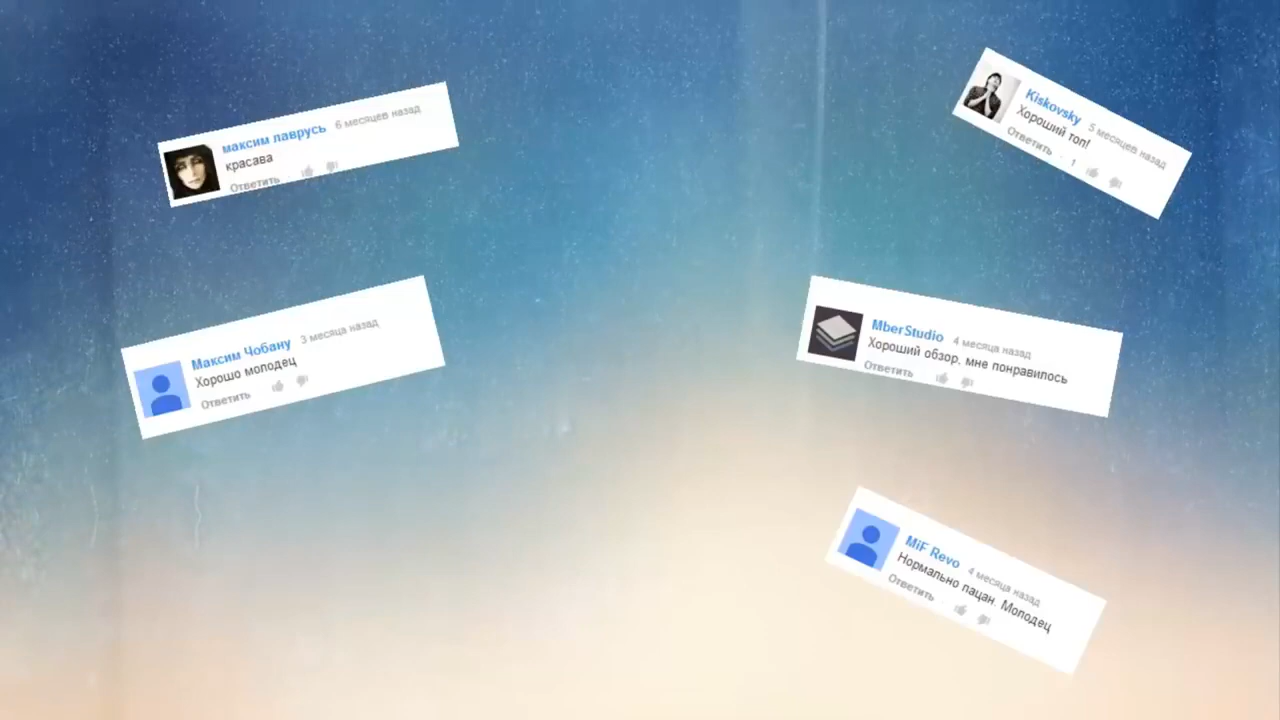 максим лаврусь 6 месяцев назад
красава
Ответить
Kiskovsky 5 месяцев назад
Хороший топ!
Ответить · 1
Максим Чобану 3 месяца назад
Хорошо молодец
Ответить
MberStudio 4 месяца назад
Хороший обзор, мне понравилось
Ответить
MiF Revo 4 месяца назад
Нормально пацан. Молодец
Ответить